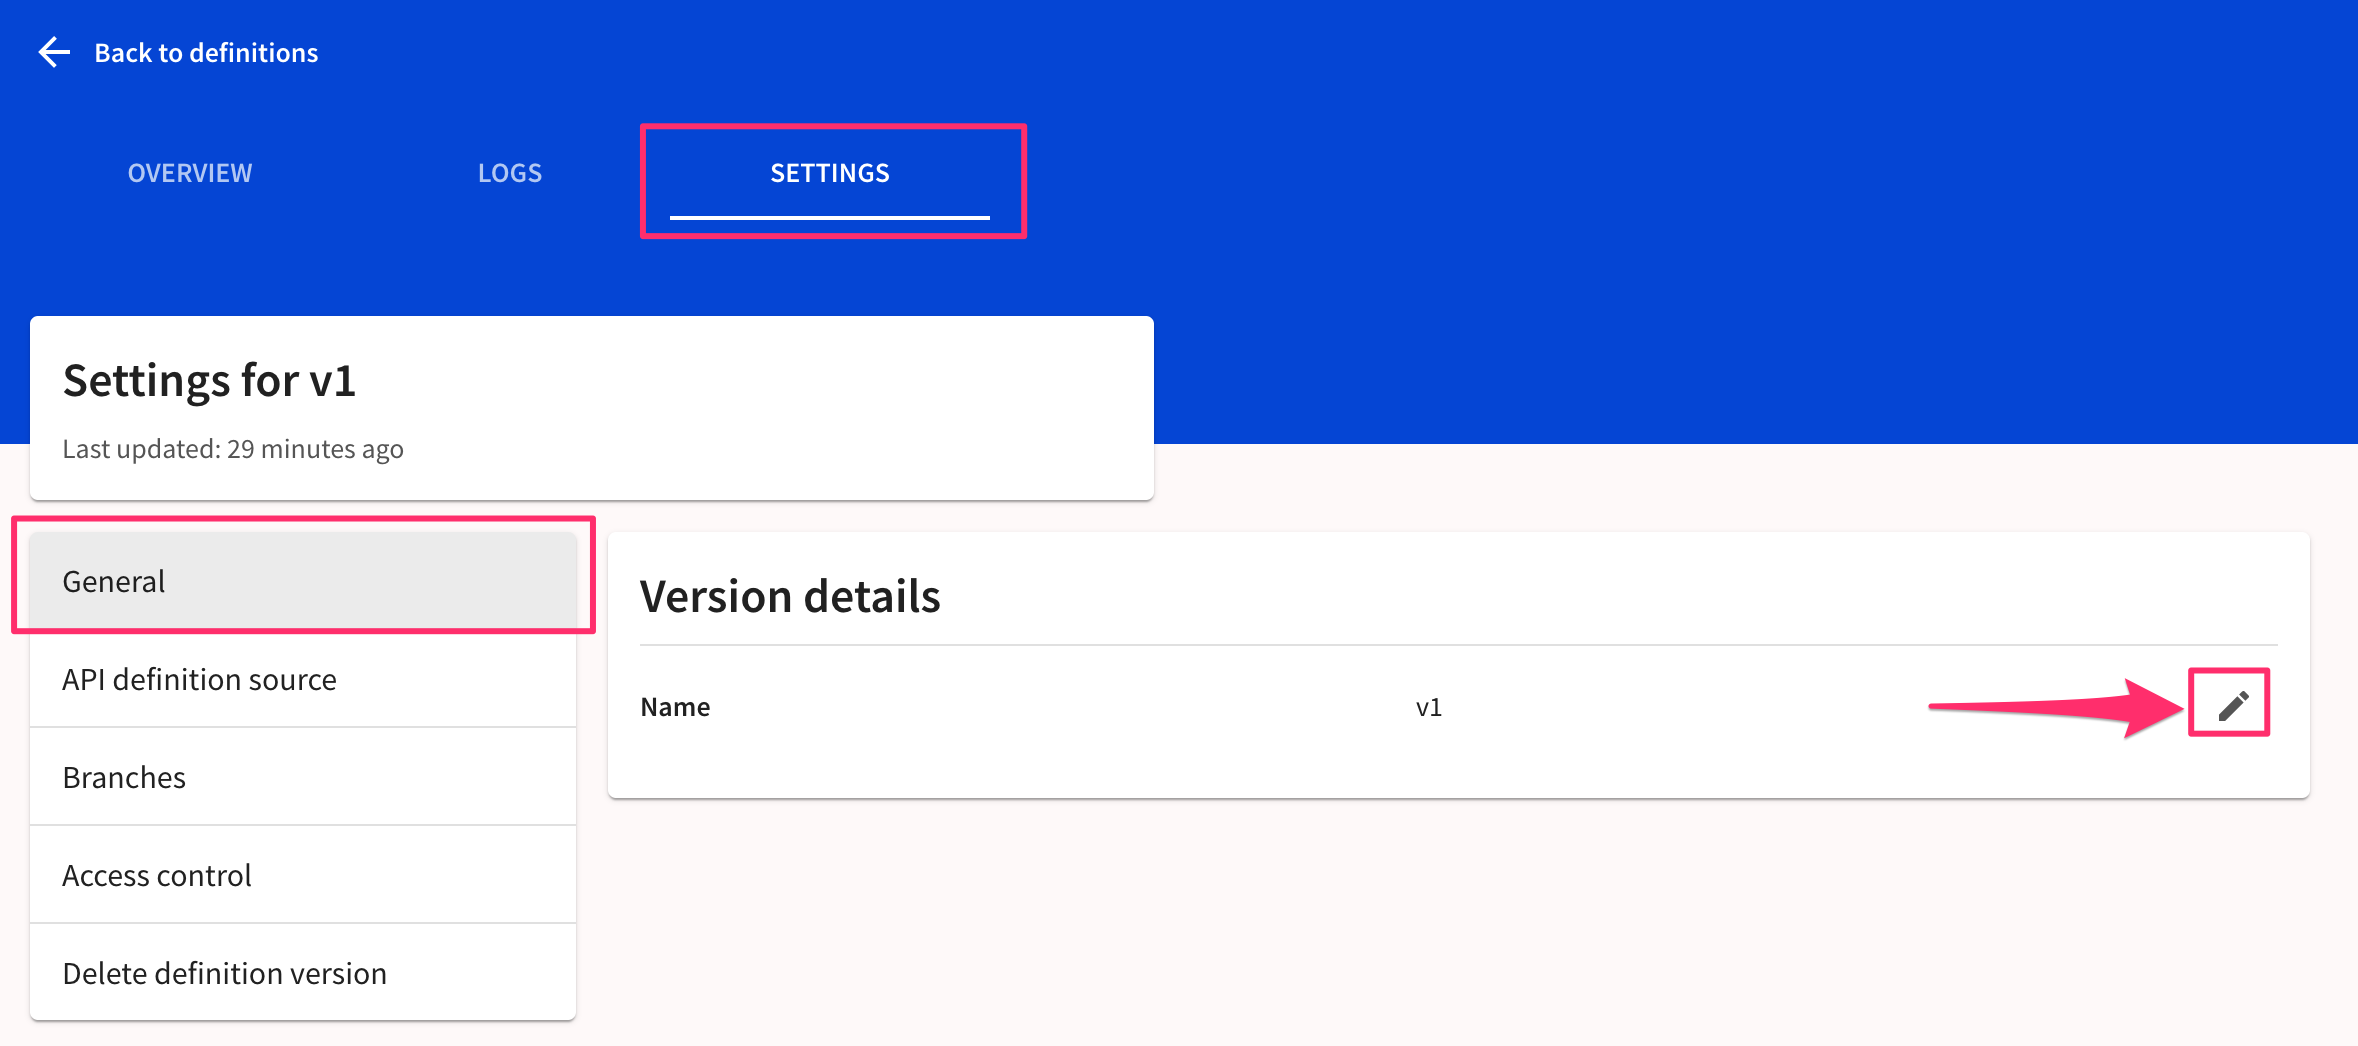 Back to definitions
OVERVIEW LOGS SETTINGS
Settings for v1
Last updated: 29 minutes ago
General
API definition source
Branches
Access control
Delete definition version
Version details
Name v1